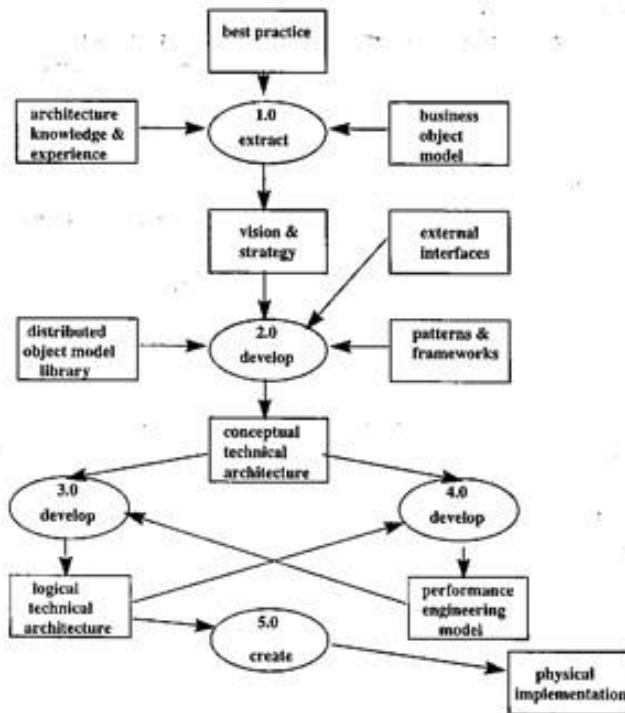 best practice
architecture
knowledge &
experience
1.0
extract
business
object
model
vision &
strategy
external
interfaces
distributed
object model
library
2.0
develop
patterns &
frameworks
conceptual
technical
architecture
3.0
develop
4.0
develop
logical
technical
architecture
5.0
create
performance
engineering
model
physical
implementation